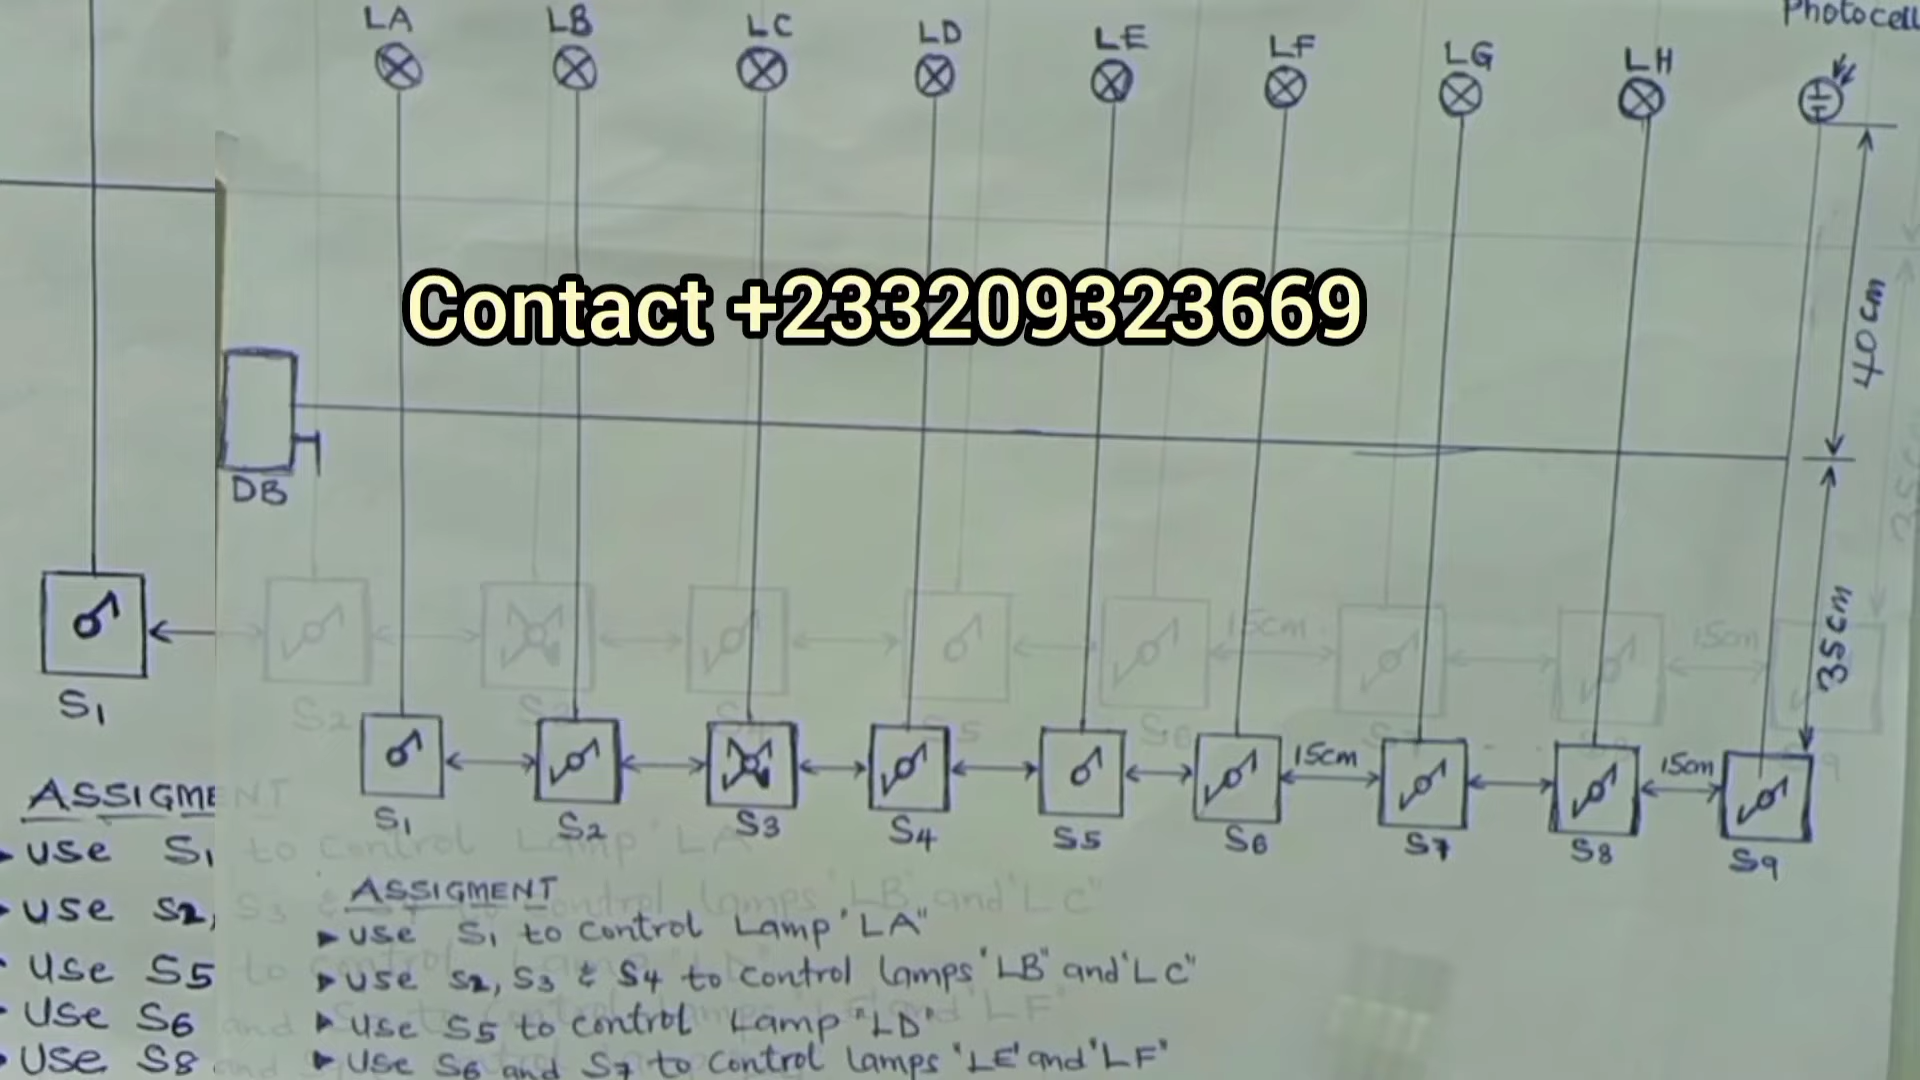 LA LB LC LD LE LF LG LH Photocell
Contact +233209323669
40cm
DB
35cm
15cm 15cm
S1 S2 S3 S4 S5 S6 S7 S8 S9
ASSIGMENT
▸ use S1 to control Lamp 'LA"
▸ use S2, S3 & S4 to control lamps 'LB" and 'LC"
▸ use S5 to control Lamp "LD"
▸ Use S6 and S7 to control lamps "LE' and 'LF"
S1
ASSIGME
use S1
use S2,
Use S5
Use S6
Use S8